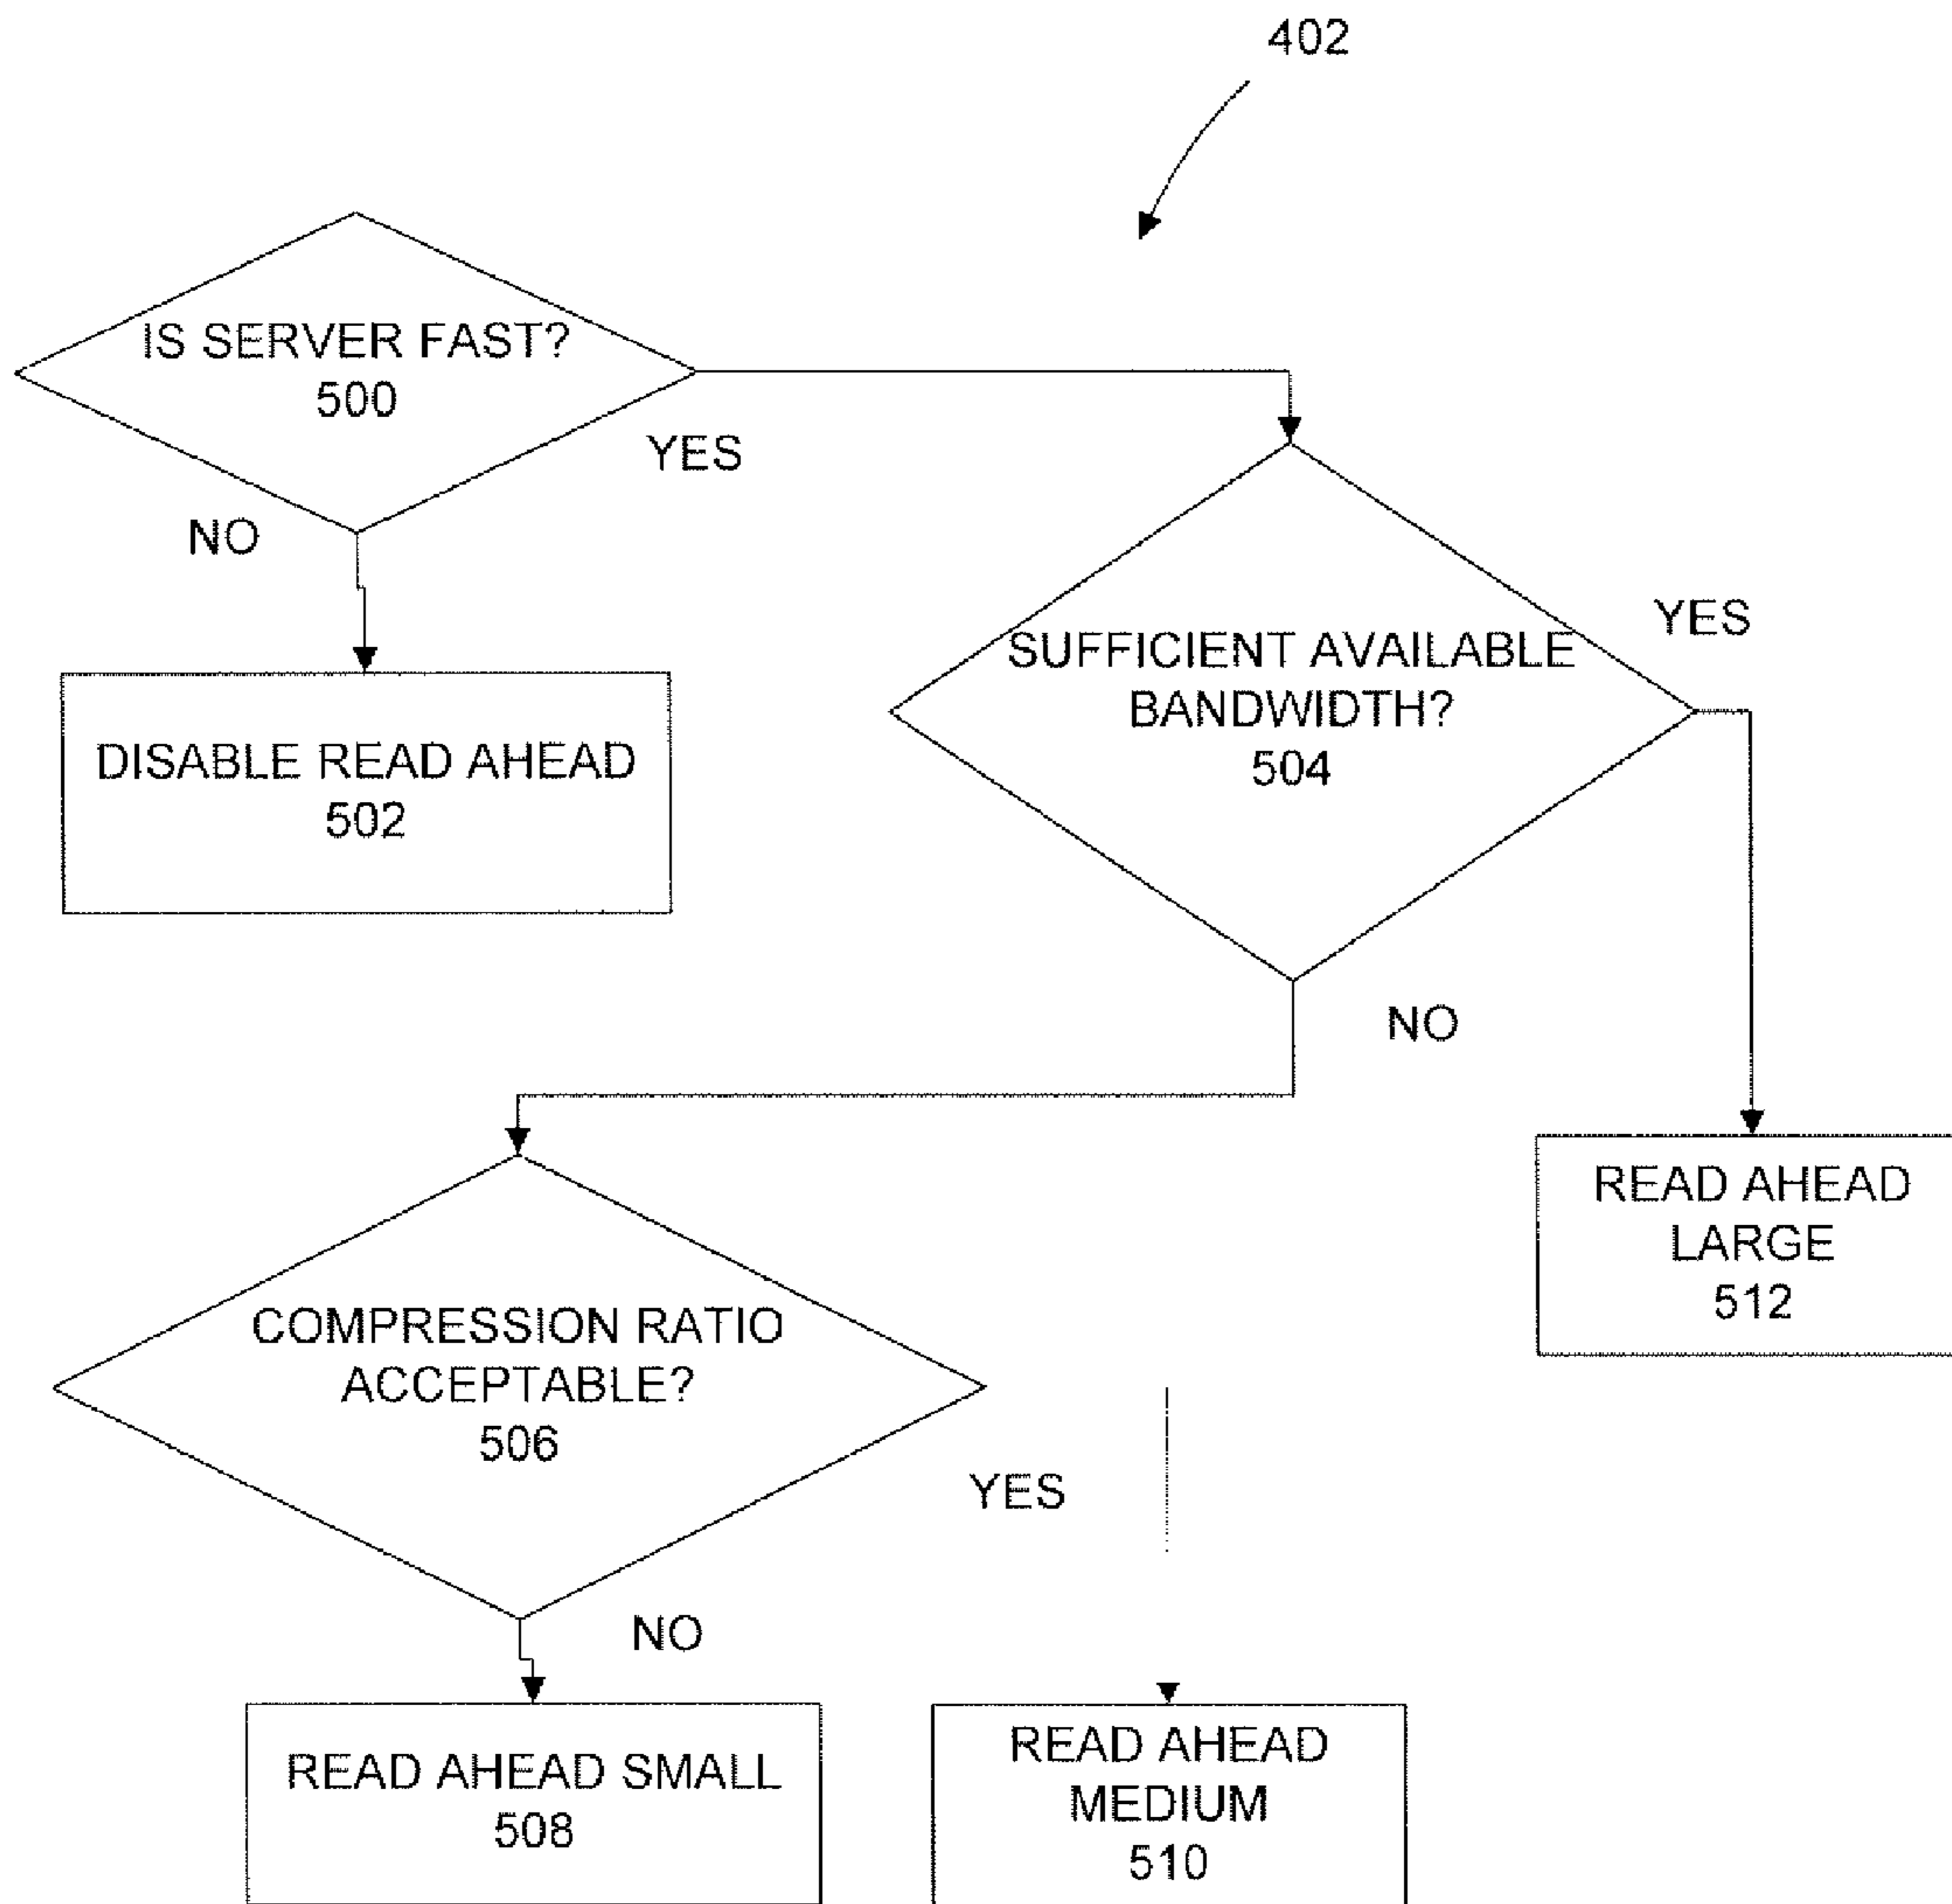 402
IS SERVER FAST?
500
YES
NO
DISABLE READ AHEAD
502
SUFFICIENT AVAILABLE
BANDWIDTH?
504
YES
NO
READ AHEAD
LARGE
512
COMPRESSION RATIO
ACCEPTABLE?
506
YES
NO
READ AHEAD SMALL
508
READ AHEAD
MEDIUM
510